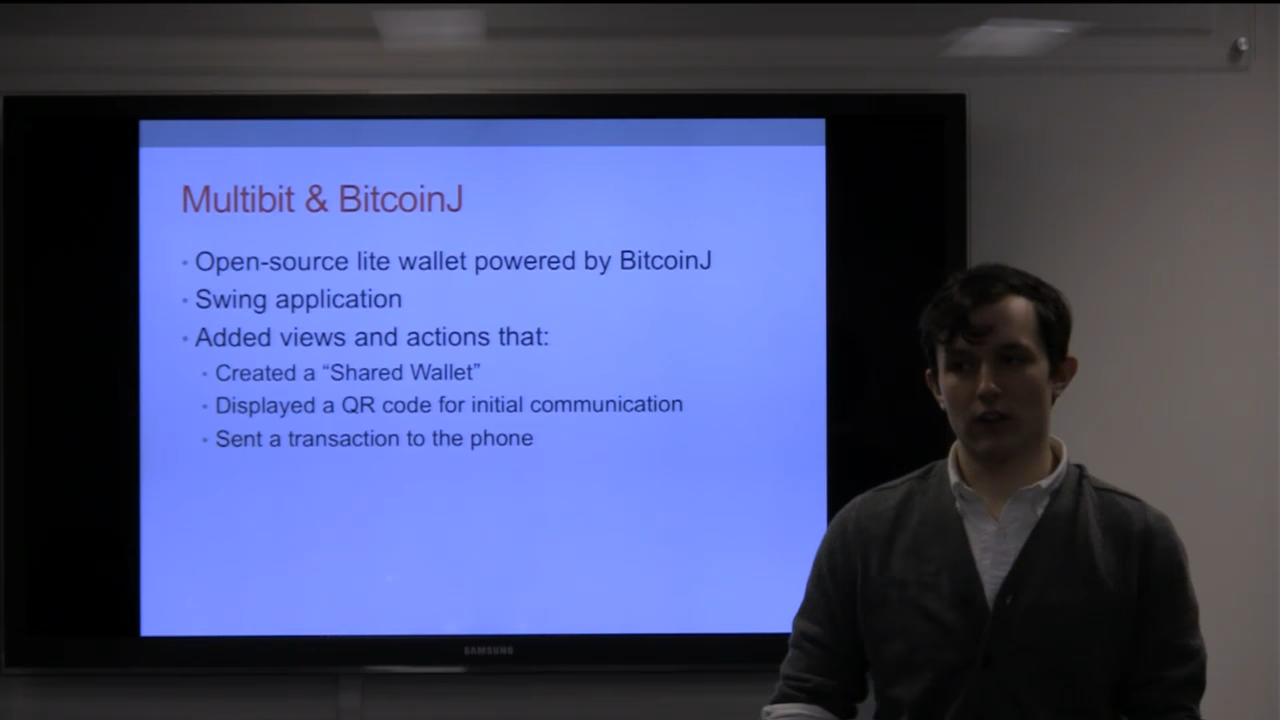 Multibit & BitcoinJ
• Open-source lite wallet powered by BitcoinJ
• Swing application
• Added views and actions that:
• Created a “Shared Wallet”
• Displayed a QR code for initial communication
• Sent a transaction to the phone
SAMSUNG